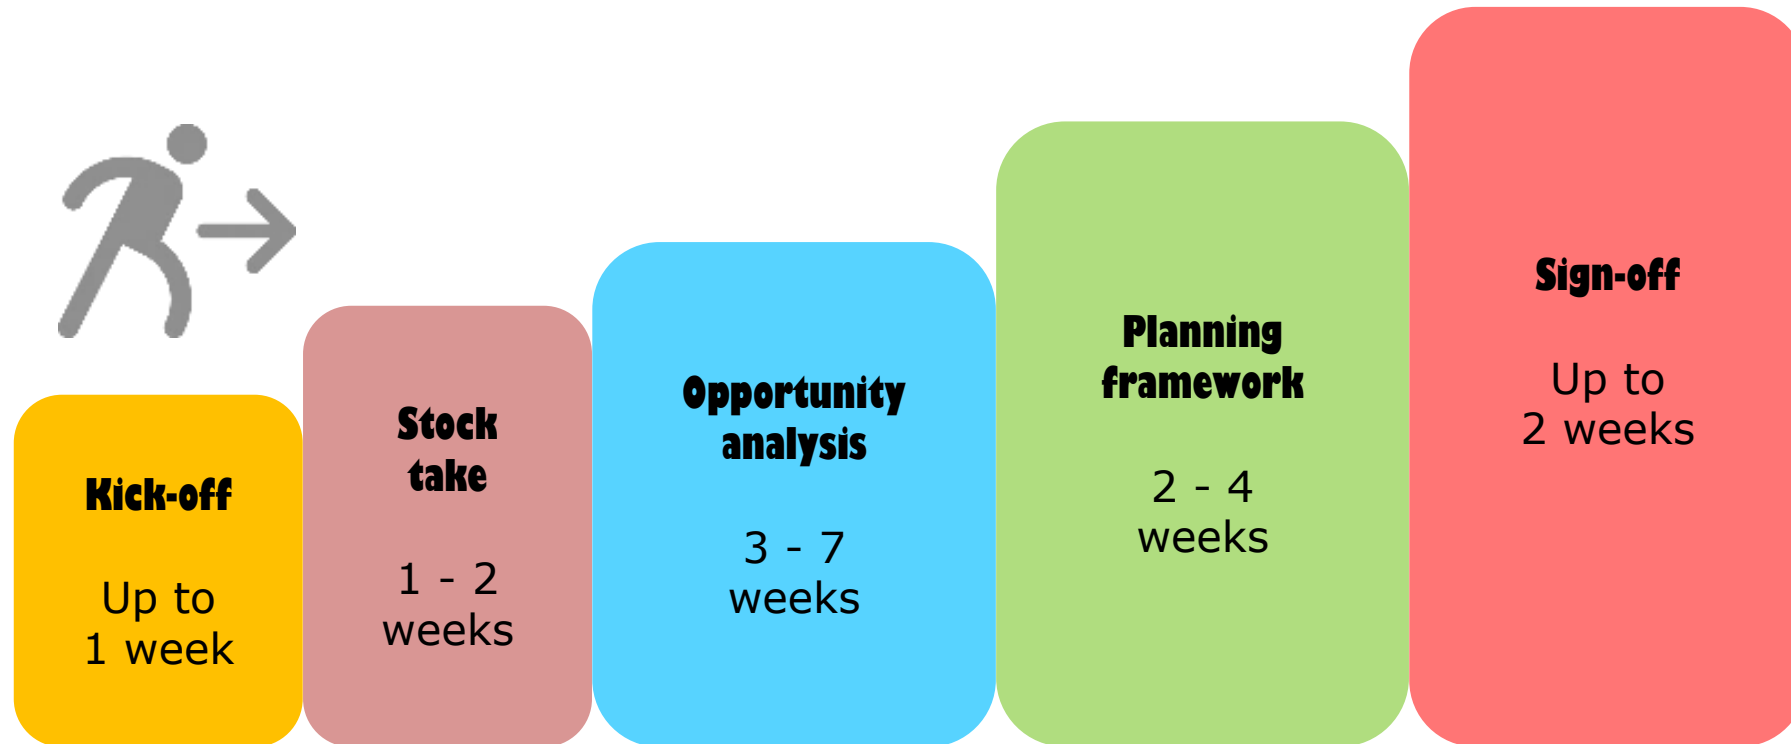 Kick-off
Up to
1 week
Stock
take
1 - 2
weeks
Opportunity
analysis
3 - 7
weeks
Planning
framework
2 - 4
weeks
Sign-off
Up to
2 weeks